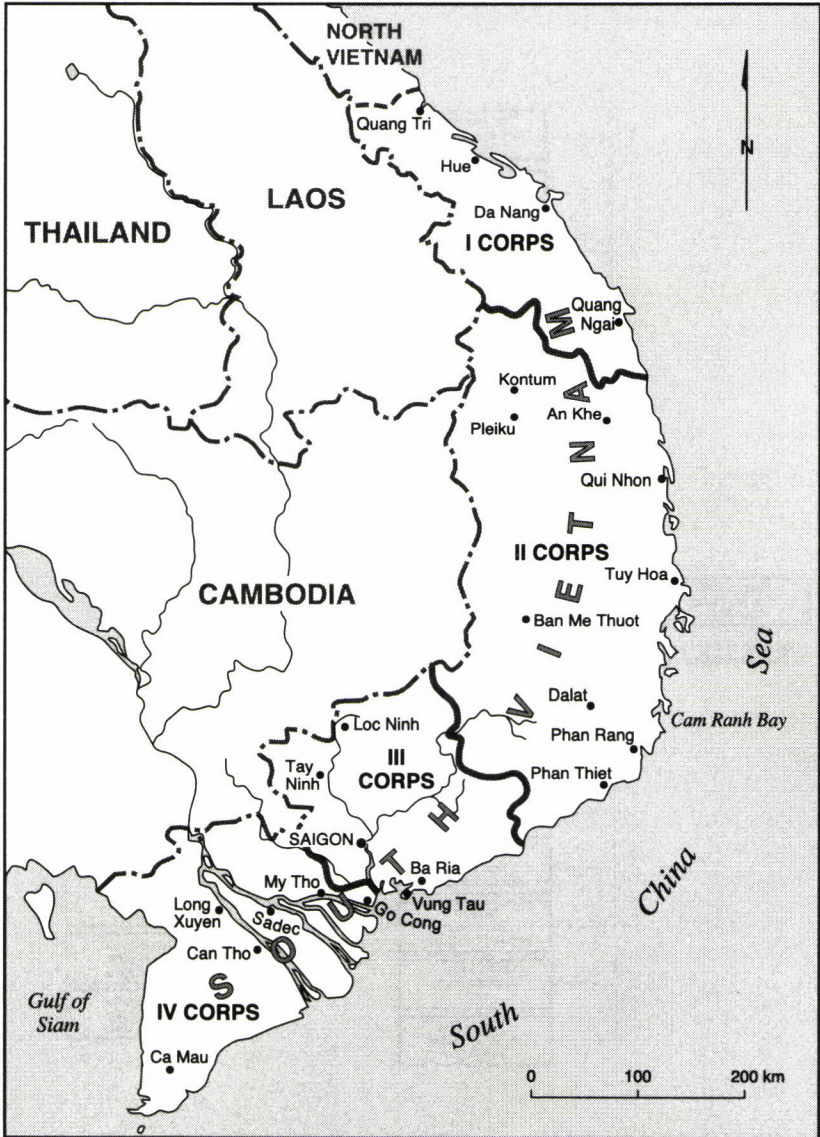 NORTH
VIETNAM
Quang Tri
Hue
LAOS
THAILAND
Da Nang
I CORPS
N
Quang
Ngai
Kontum
Pleiku
An Khe
Qui Nhon
II CORPS
Tuy Hoa
CAMBODIA
Ban Me Thuot
Dalat
Cam Ranh Bay
Phan Rang
Phan Thiet
Loc Ninh
III
CORPS
Tay
Ninh
SAIGON
Ba Ria
My Tho
Vung Tau
Go Cong
Long
Xuyen
Sadec
Can Tho
SOUTH VIETNAM
IV CORPS
Ca Mau
Gulf of
Siam
South China Sea
0 100 200 km